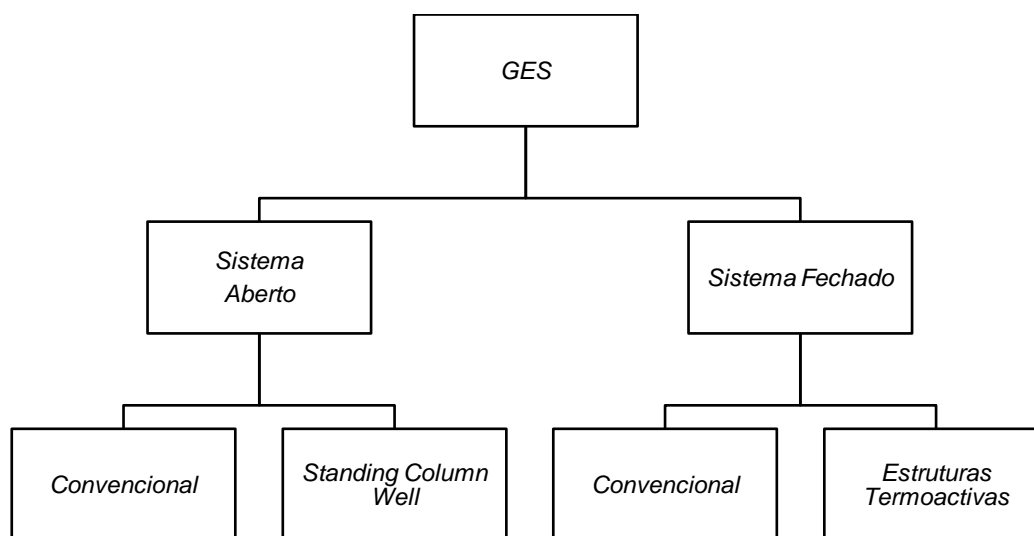 GES
Sistema
Aberto
Sistema Fechado
Convencional
Standing Column
Well
Convencional
Estruturas
Termoactivas